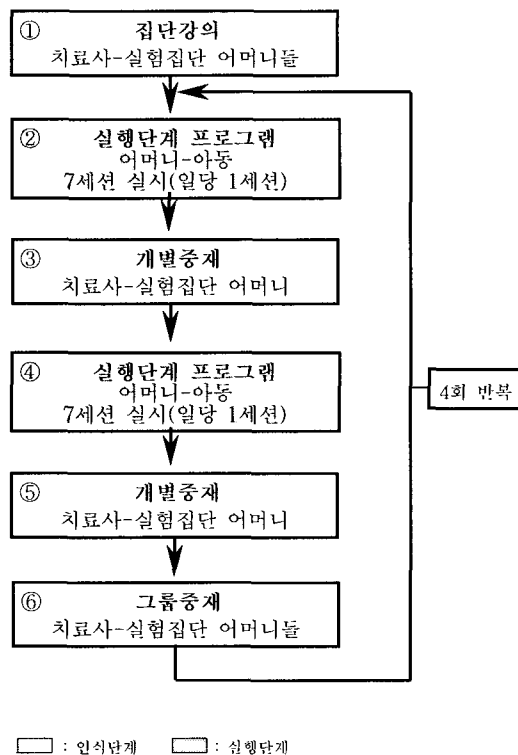 ① 집단강의
치료사-실험집단 어머니들
② 실행단계 프로그램
어머니-아동
7세션 실시(일당 1세션)
③ 개별중재
치료사-실험집단 어머니
④ 실행단계 프로그램
어머니-아동
7세션 실시(일당 1세션)
4회 반복
⑤ 개별중재
치료사-실험집단 어머니
⑥ 그룹중재
치료사-실험집단 어머니들
: 인식단계 : 실행단계